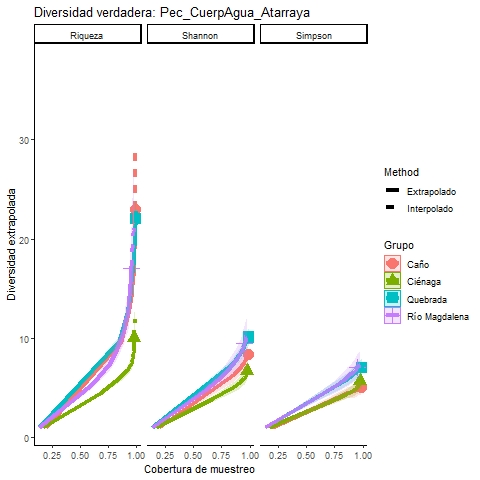 Diversidad verdadera: Pec_CuerpAgua_Atarraya
Riqueza Shannon Simpson
30
20
10
0
Diversidad extrapolada
0.25 0.50 0.75 1.00 0.25 0.50 0.75 1.00 0.25 0.50 0.75 1.00
Cobertura de muestreo
Method
Extrapolado
Interpolado
Grupo
Caño
Ciénaga
Quebrada
Río Magdalena